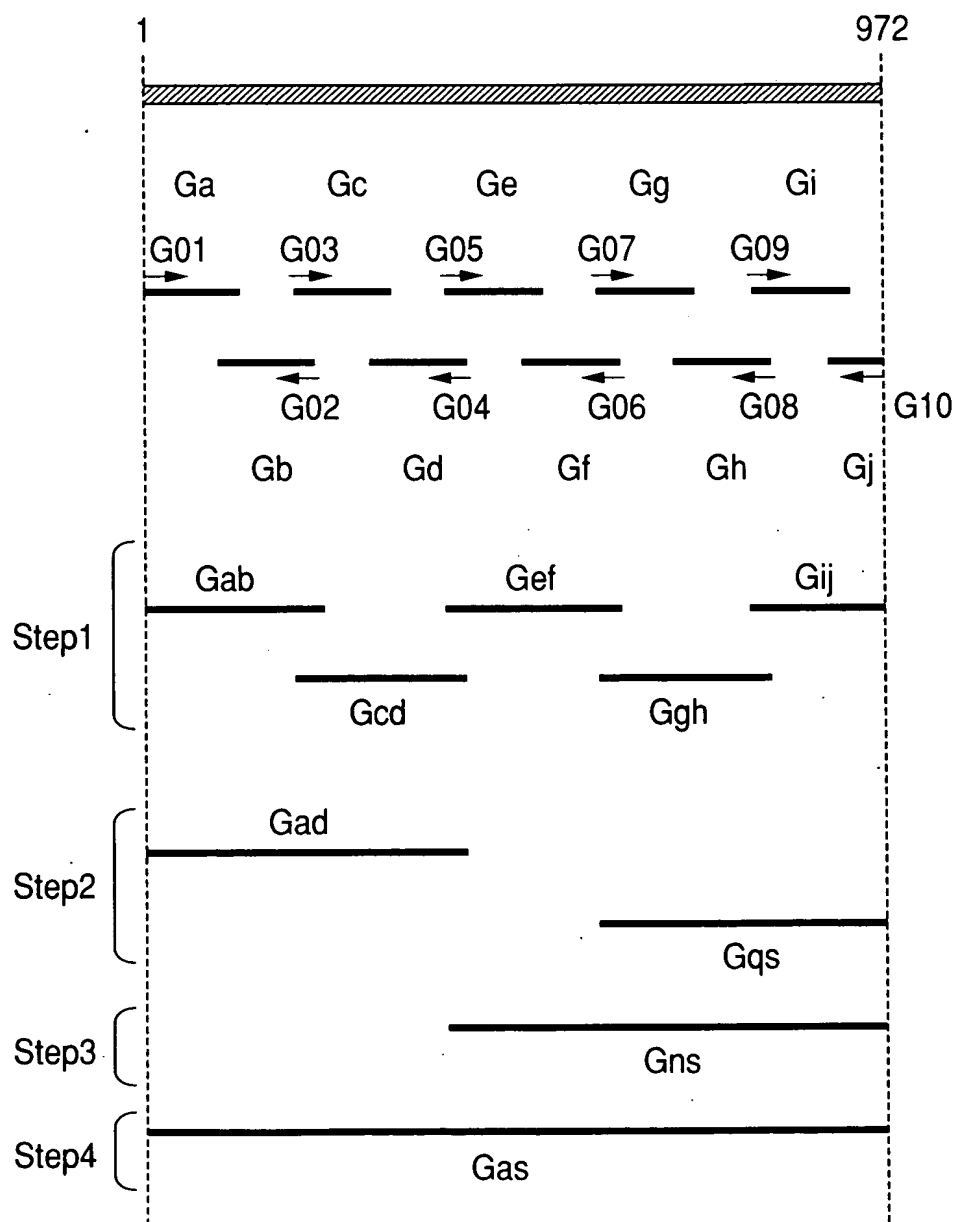 1 972
Ga Gc Ge Gg Gi
G01 G03 G05 G07 G09
G02 G04 G06 G08 G10
Gb Gd Gf Gh Gj
Step1
Gab Gef Gij
Gcd Ggh
Step2
Gad
Gqs
Step3
Gns
Step4
Gas